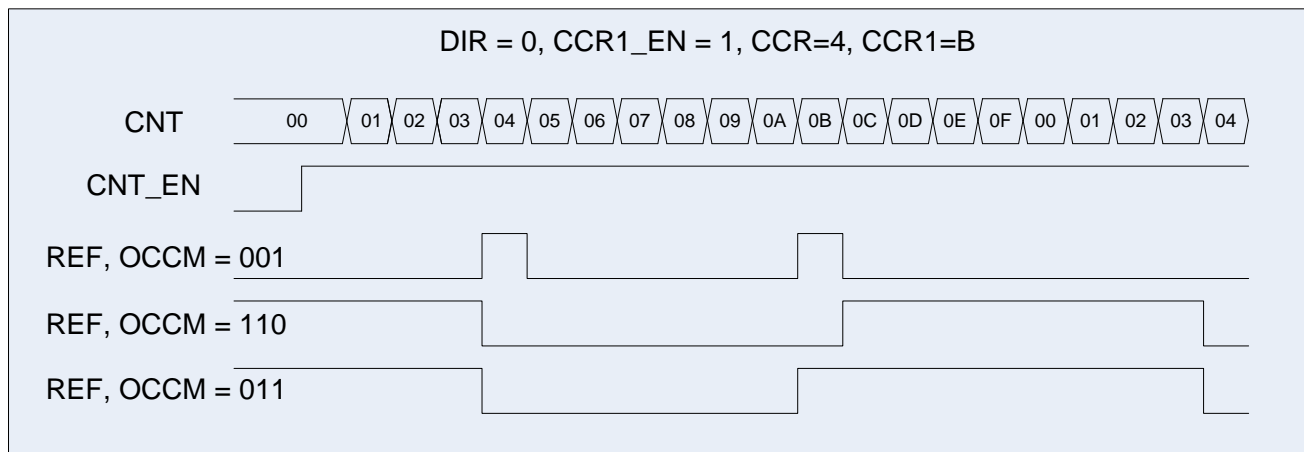 DIR = 0, CCR1_EN = 1, CCR=4, CCR1=B
CNT 00 01 02 03 04 05 06 07 08 09 0A 0B 0C 0D 0E 0F 00 01 02 03 04
CNT_EN
REF, OCCM = 001
REF, OCCM = 110
REF, OCCM = 011